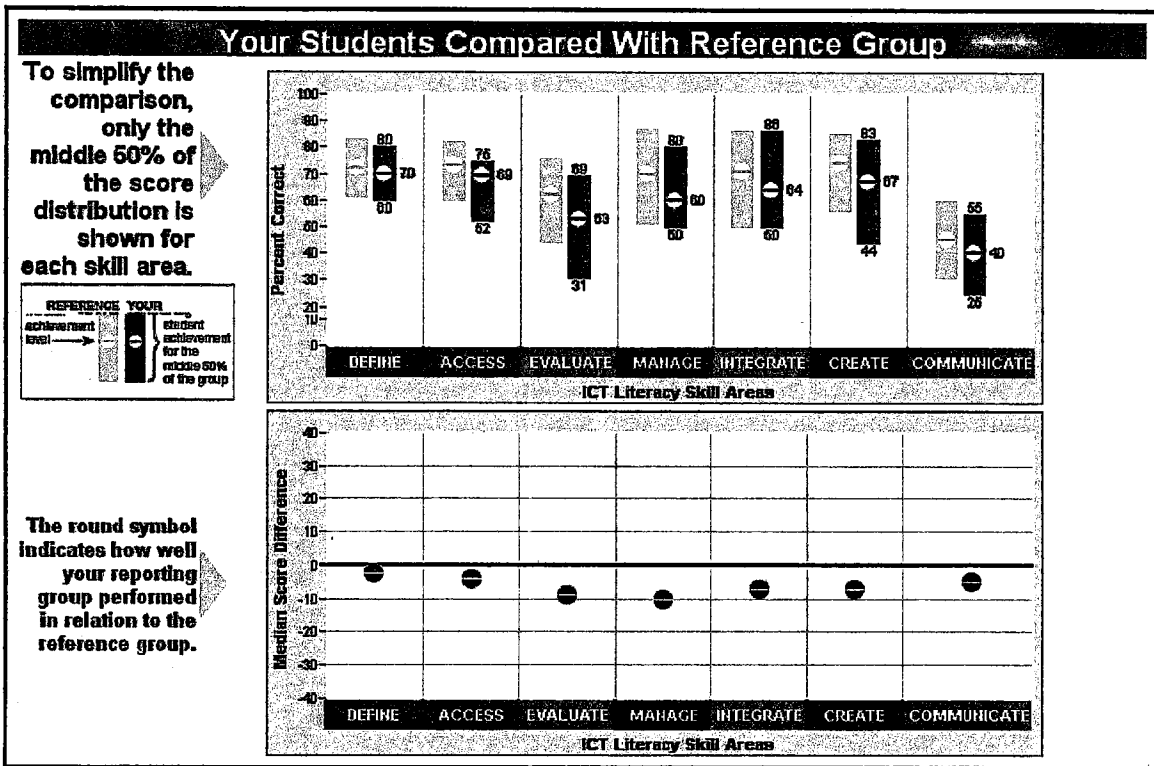 Your Students Compared With Reference Group
To simplify the
comparison,
only the
middle 50% of
the score
distribution is
shown for
each skill area.
REFERENCE YOUR
achievement
level
student
achievement
for the
middle 50%
of the group
Percent Correct
100
90
80
70
60
50
40
30
20
10
0
80
70
60
75
69
52
69
53
31
80
60
50
86
64
50
83
67
44
55
40
25
DEFINE ACCESS EVALUATE MANAGE INTEGRATE CREATE COMMUNICATE
ICT Literacy Skill Areas
The round symbol
indicates how well
your reporting
group performed
in relation to the
reference group.
Median Score Difference
40
30
20
10
0
-10
-20
-30
-40
DEFINE ACCESS EVALUATE MANAGE INTEGRATE CREATE COMMUNICATE
ICT Literacy Skill Areas